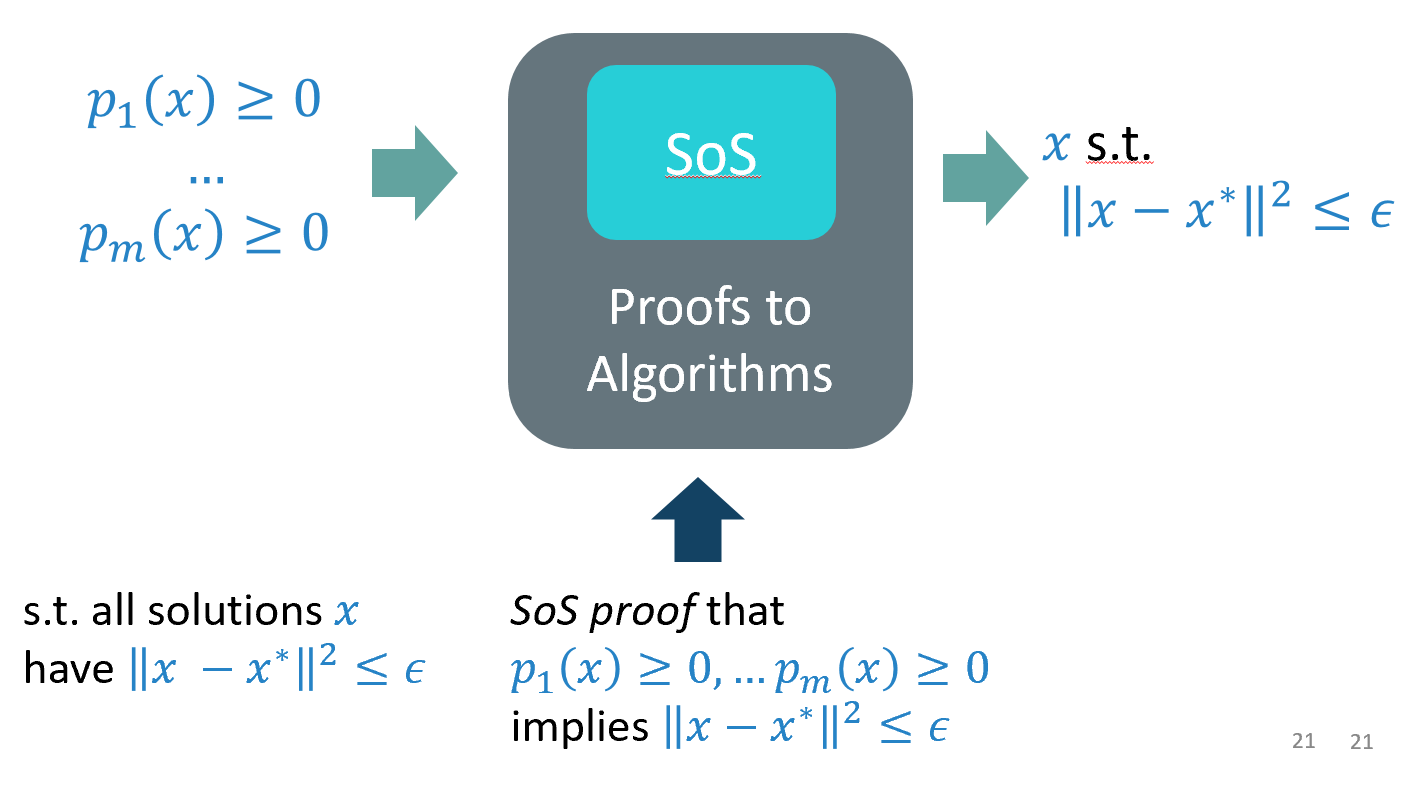 p₁(x) ≥ 0
...
pₘ(x) ≥ 0
SoS
Proofs to
Algorithms
x s.t.
‖x − x*‖² ≤ ϵ
s.t. all solutions x
have ‖x − x*‖² ≤ ϵ
SoS proof that
p₁(x) ≥ 0, … pₘ(x) ≥ 0
implies ‖x − x*‖² ≤ ϵ
21 21